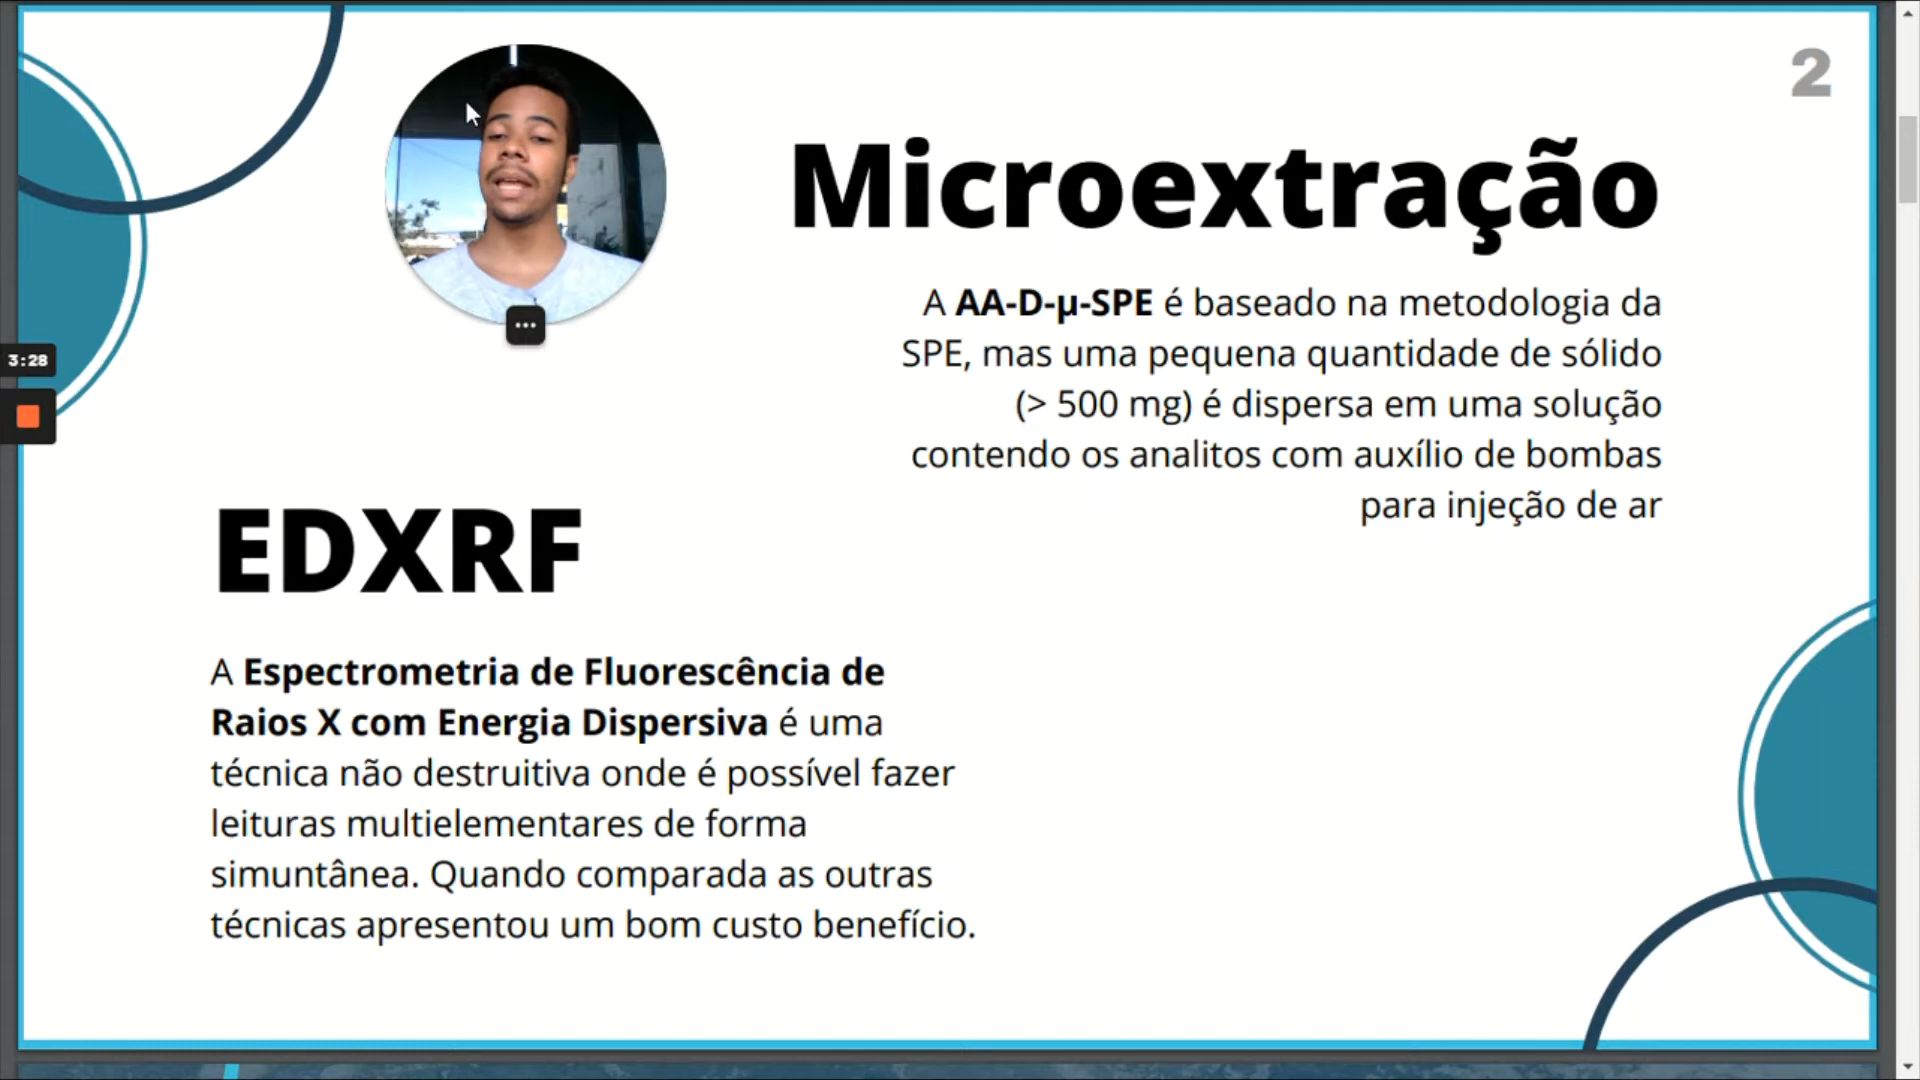 2
Microextração
A AA-D-µ-SPE é baseado na metodologia da
SPE, mas uma pequena quantidade de sólido
(> 500 mg) é dispersa em uma solução
contendo os analitos com auxílio de bombas
para injeção de ar
3:28
EDXRF
A Espectrometria de Fluorescência de
Raios X com Energia Dispersiva é uma
técnica não destruitiva onde é possível fazer
leituras multielementares de forma
simuntânea. Quando comparada as outras
técnicas apresentou um bom custo benefício.